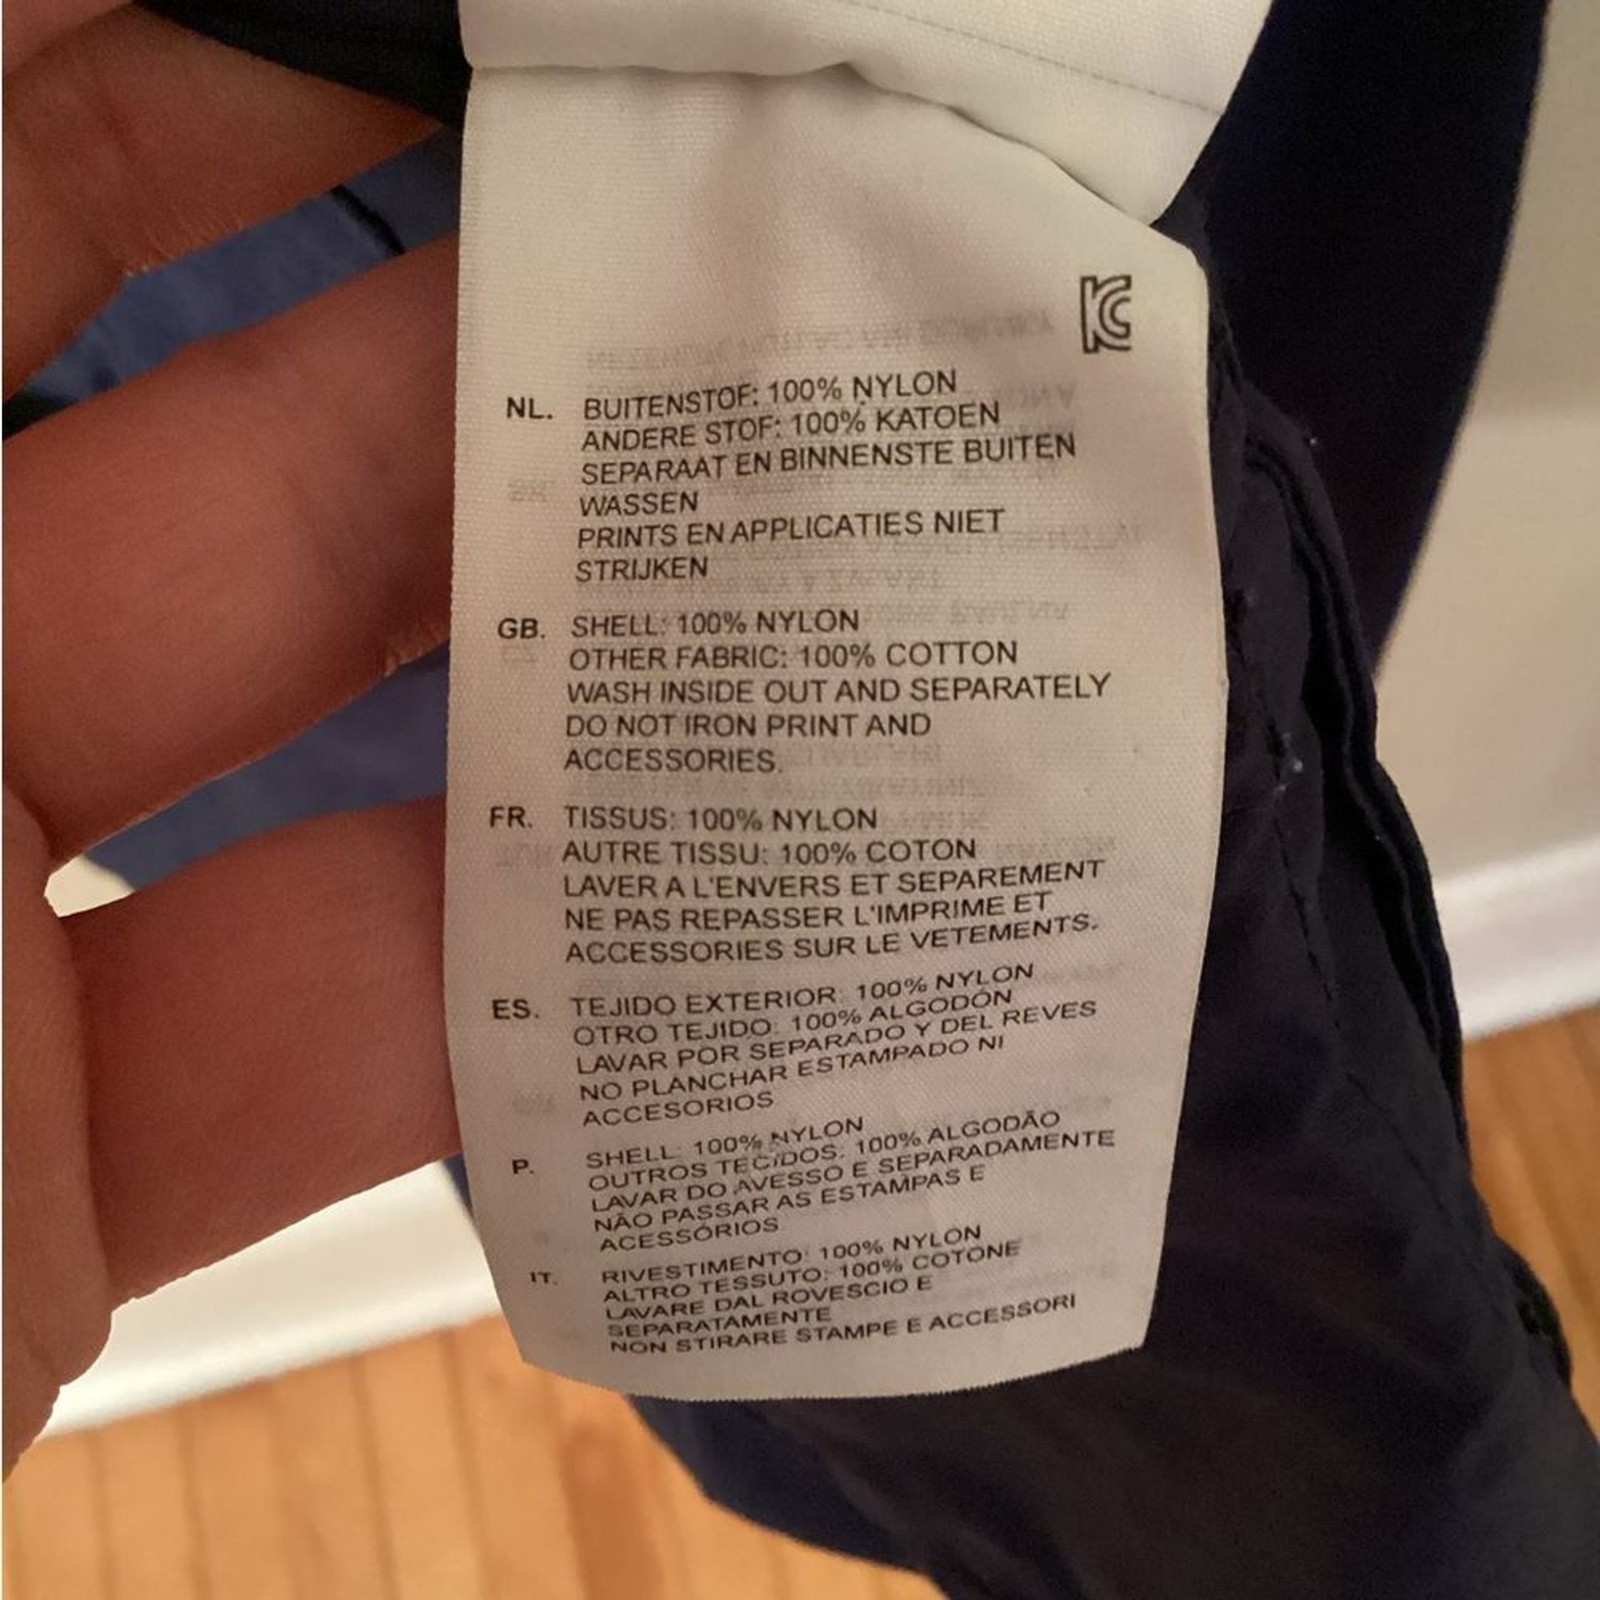 KC
NL. BUITENSTOF: 100% NYLON
ANDERE STOF: 100% KATOEN
SEPARAAT EN BINNENSTE BUITEN
WASSEN
PRINTS EN APPLICATIES NIET
STRIJKEN
GB. SHELL: 100% NYLON
OTHER FABRIC: 100% COTTON
WASH INSIDE OUT AND SEPARATELY
DO NOT IRON PRINT AND
ACCESSORIES.
FR. TISSUS: 100% NYLON
AUTRE TISSU: 100% COTON
LAVER A L'ENVERS ET SEPAREMENT
NE PAS REPASSER L'IMPRIME ET
ACCESSORIES SUR LE VETEMENTS.
ES. TEJIDO EXTERIOR: 100% NYLON
OTRO TEJIDO: 100% ALGODÓN
LAVAR POR SEPARADO Y DEL REVES
NO PLANCHAR ESTAMPADO NI
ACCESORIOS
P. SHELL: 100% NYLON
OUTROS TECIDOS: 100% ALGODÃO
LAVAR DO AVESSO E SEPARADAMENTE
NÃO PASSAR AS ESTAMPAS E
ACESSÓRIOS
IT. RIVESTIMENTO: 100% NYLON
ALTRO TESSUTO: 100% COTONE
LAVARE DAL ROVESCIO E
SEPARATAMENTE
NON STIRARE STAMPE E ACCESSORI